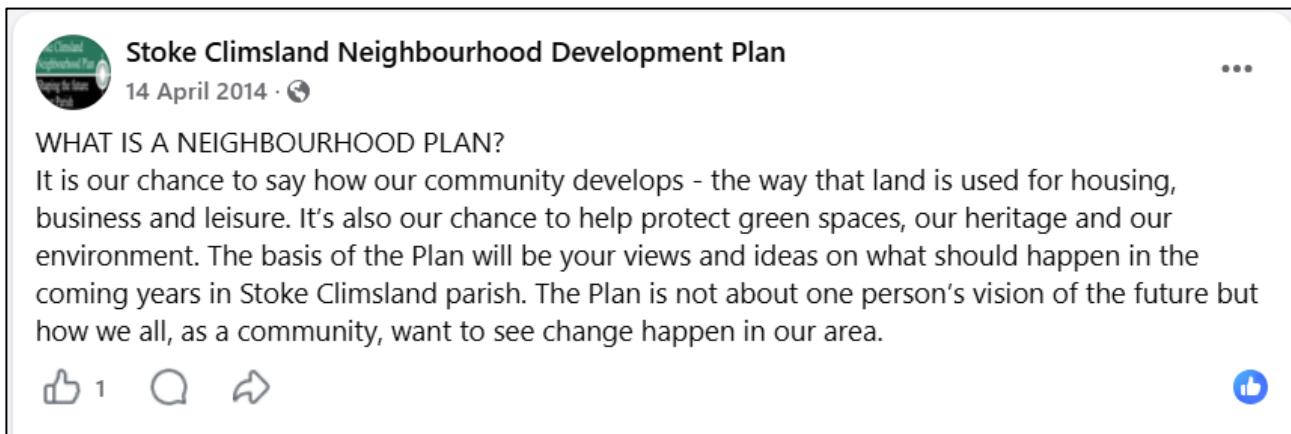 Stoke Climsland Neighbourhood Development Plan
14 April 2014 ·
WHAT IS A NEIGHBOURHOOD PLAN?
It is our chance to say how our community develops - the way that land is used for housing,
business and leisure. It’s also our chance to help protect green spaces, our heritage and our
environment. The basis of the Plan will be your views and ideas on what should happen in the
coming years in Stoke Climsland parish. The Plan is not about one person’s vision of the future but
how we all, as a community, want to see change happen in our area.
1